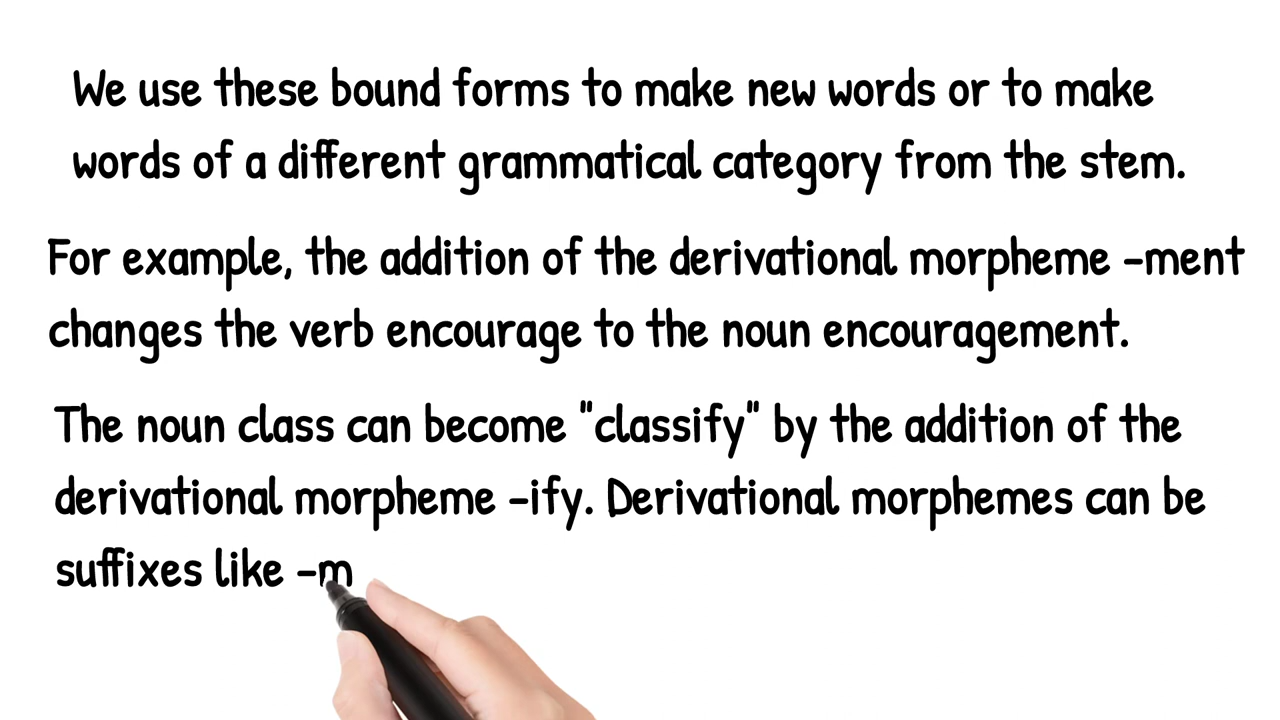 We use these bound forms to make new words or to make
words of a different grammatical category from the stem.
For example, the addition of the derivational morpheme -ment
changes the verb encourage to the noun encouragement.
The noun class can become "classify" by the addition of the
derivational morpheme -ify. Derivational morphemes can be
suffixes like -m